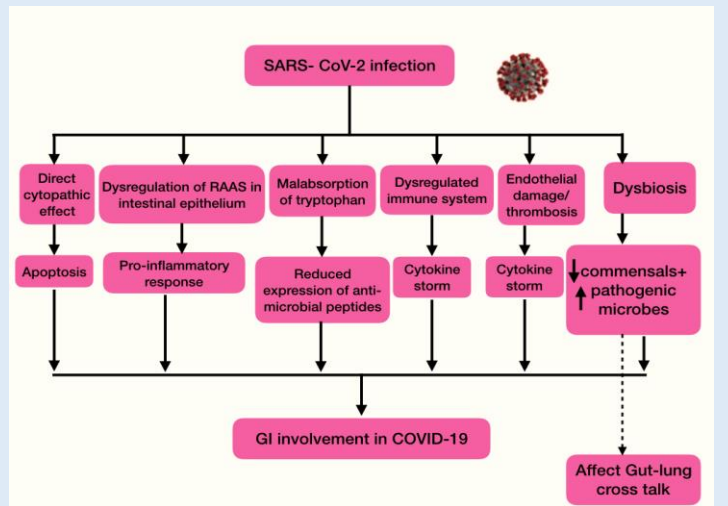 SARS- CoV-2 infection
Direct
cytopathic
effect
Dysregulation of RAAS in
intestinal epithelium
Malabsorption
of tryptophan
Dysregulated
immune system
Endothelial
damage/
thrombosis
Dysbiosis
Apoptosis
Pro-inflammatory
response
Reduced
expression of anti-
microbial peptides
Cytokine
storm
Cytokine
storm
↓commensals+
↑ pathogenic
microbes
GI involvement in COVID-19
Affect Gut-lung
cross talk